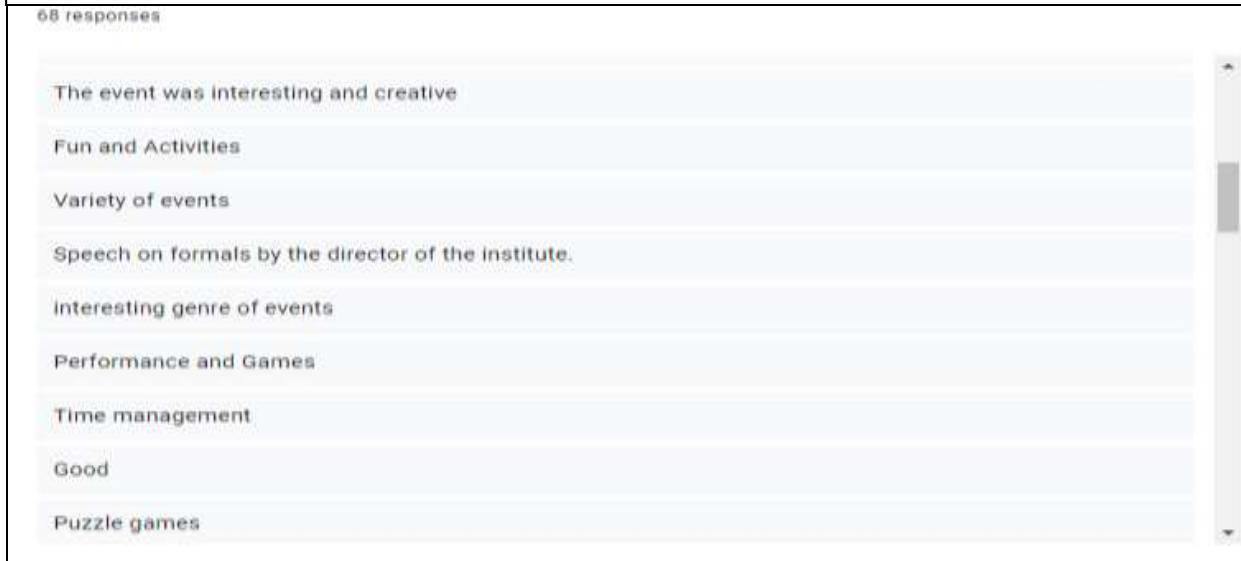 68 responses
The event was interesting and creative
Fun and Activities
Variety of events
Speech on formals by the director of the institute.
interesting genre of events
Performance and Games
Time management
Good
Puzzle games